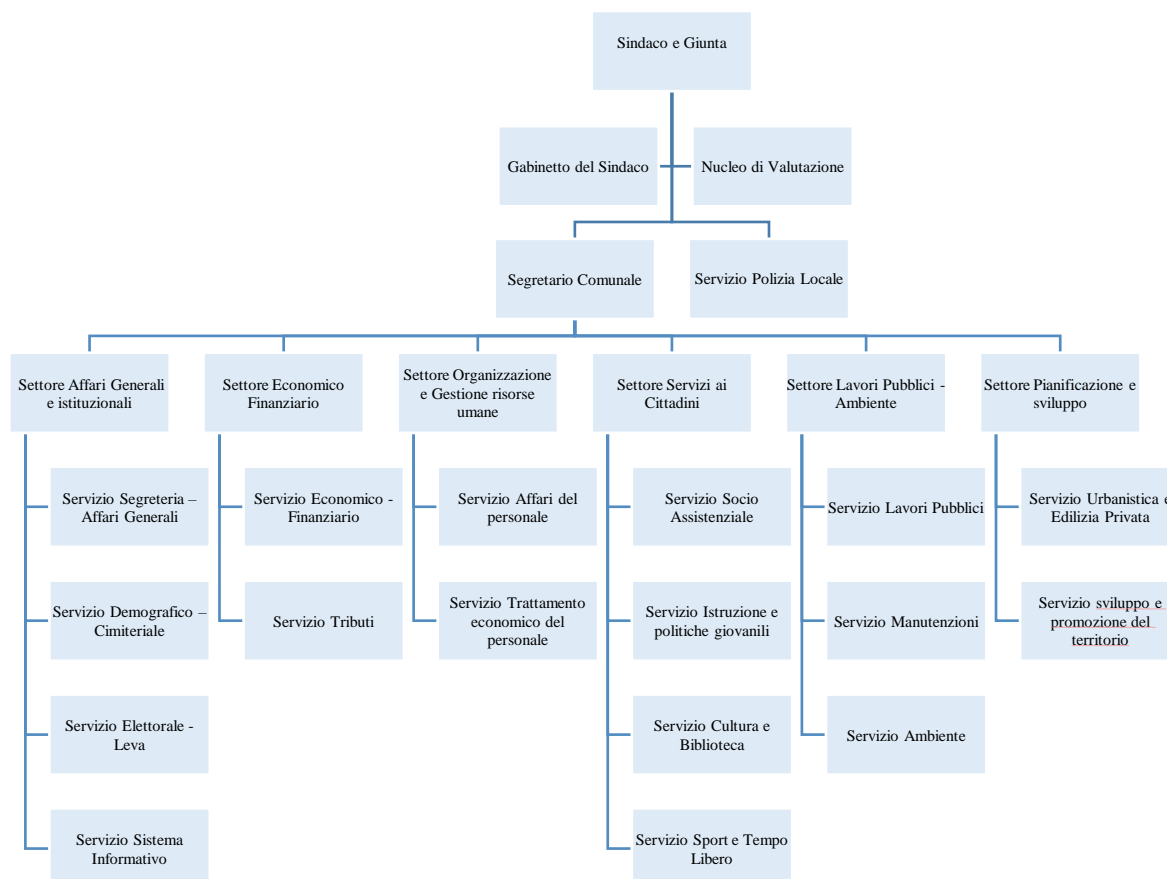 Sindaco e Giunta
Gabinetto del Sindaco
Nucleo di Valutazione
Segretario Comunale
Servizio Polizia Locale
Settore Affari Generali
e istituzionali
Settore Economico
Finanziario
Settore Organizzazione
e Gestione risorse
umane
Settore Servizi ai
Cittadini
Settore Lavori Pubblici -
Ambiente
Settore Pianificazione e
sviluppo
Servizio Segreteria –
Affari Generali
Servizio Economico -
Finanziario
Servizio Affari del
personale
Servizio Socio
Assistenziale
Servizio Lavori Pubblici
Servizio Urbanistica e
Edilizia Privata
Servizio Demografico –
Cimiteriale
Servizio Tributi
Servizio Trattamento
economico del
personale
Servizio Istruzione e
politiche giovanili
Servizio Manutenzioni
Servizio sviluppo e
promozione del
territorio
Servizio Elettorale -
Leva
Servizio Cultura e
Biblioteca
Servizio Ambiente
Servizio Sistema
Informativo
Servizio Sport e Tempo
Libero